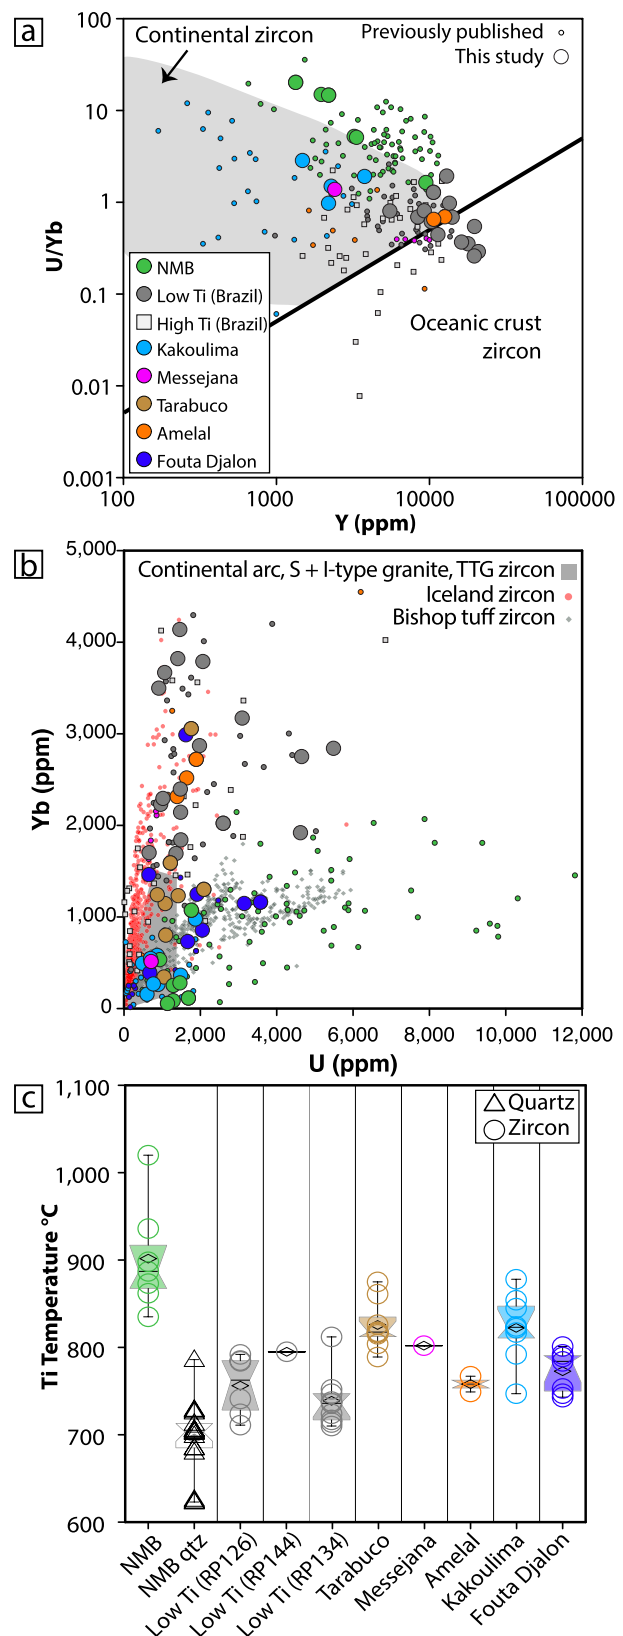 a
Continental zircon
Previously published
This study
100
10
1
0.1
0.01
0.001
U/Yb
NMB
Low Ti (Brazil)
High Ti (Brazil)
Kakoulima
Messejana
Tarabuco
Amelal
Fouta Djalon
Oceanic crust
zircon
100
1000
10000
100000
Y (ppm)
b
Continental arc, S + I-type granite, TTG zircon
Iceland zircon
Bishop tuff zircon
5,000
4,000
3,000
2,000
1,000
0
Yb (ppm)
0
2,000
4,000
6,000
8,000
10,000
12,000
U (ppm)
c
Quartz
Zircon
1,100
1,000
900
800
700
600
Ti Temperature °C
NMB
NMB qtz
Low Ti (RP126)
Low Ti (RP144)
Low Ti (RP134)
Tarabuco
Messejana
Amelal
Kakoulima
Fouta Djalon